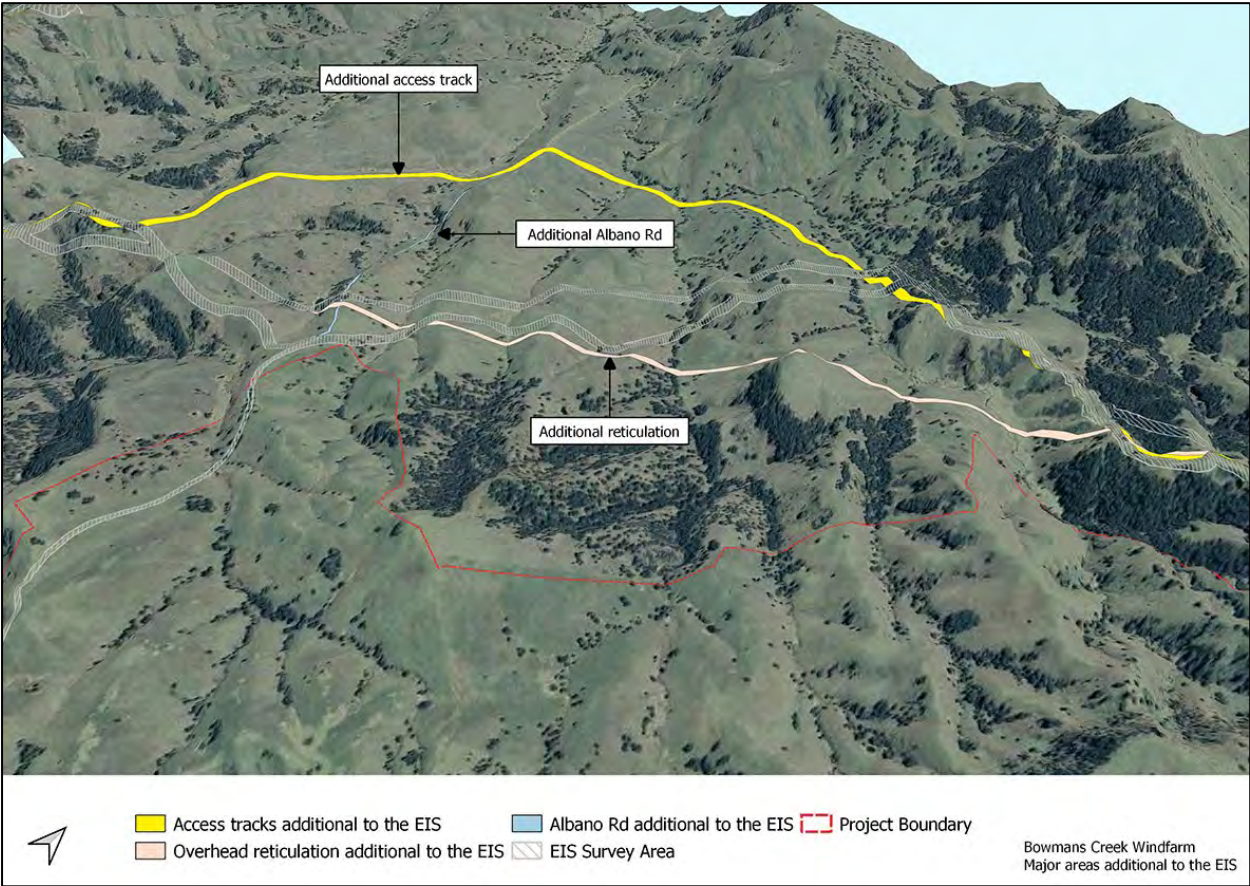 Additional access track
Additional Albano Rd
Additional reticulation
Access tracks additional to the EIS
Albano Rd additional to the EIS
Project Boundary
Overhead reticulation additional to the EIS
EIS Survey Area
Bowmans Creek Windfarm
Major areas additional to the EIS